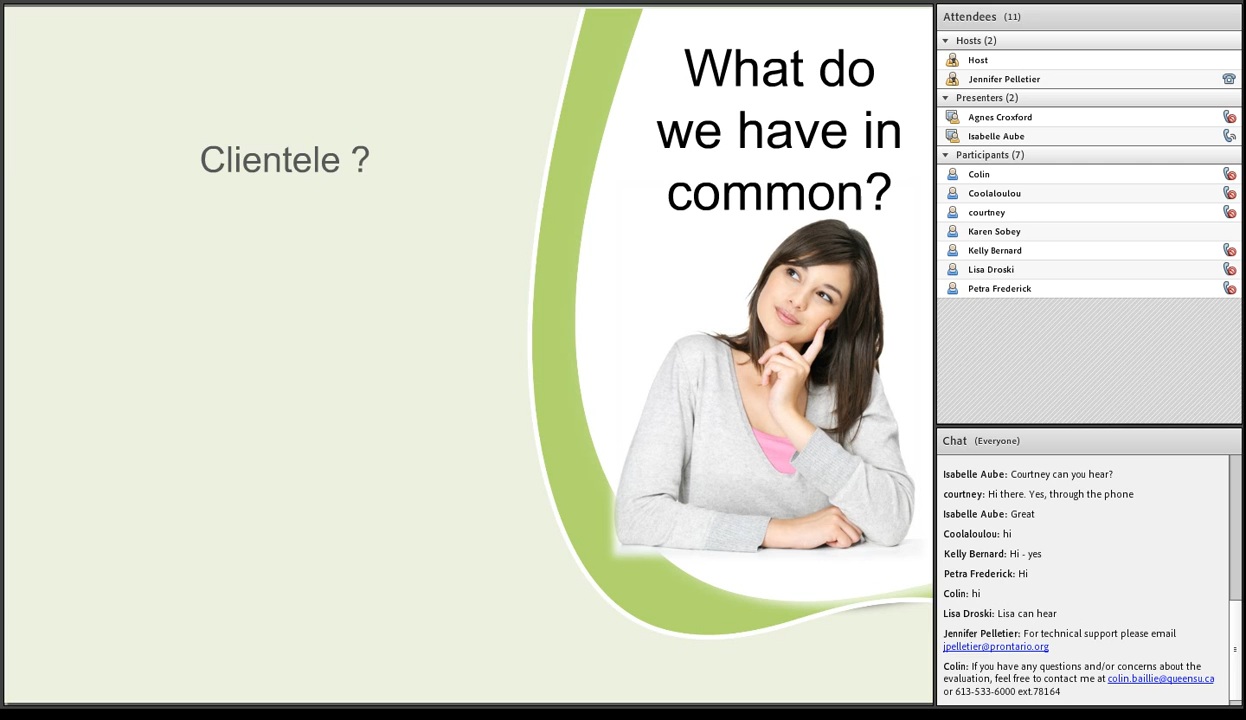 Clientele ?
What do
we have in
common?
Attendees (11)
Hosts (2)
Host
Jennifer Pelletier
Presenters (2)
Agnes Croxford
Isabelle Aube
Participants (7)
Colin
Coolaloulou
courtney
Karen Sobey
Kelly Bernard
Lisa Droski
Petra Frederick
Chat (Everyone)
Isabelle Aube: Courtney can you hear?
courtney: Hi there. Yes, through the phone
Isabelle Aube: Great
Coolaloulou: hi
Kelly Bernard: Hi - yes
Petra Frederick: Hi
Colin: hi
Lisa Droski: Lisa can hear
Jennifer Pelletier: For technical support please email
jpelletier@prontario.org
Colin: If you have any questions and/or concerns about the
evaluation, feel free to contact me at colin.baillie@queensu.ca
or 613-533-6000 ext.78164